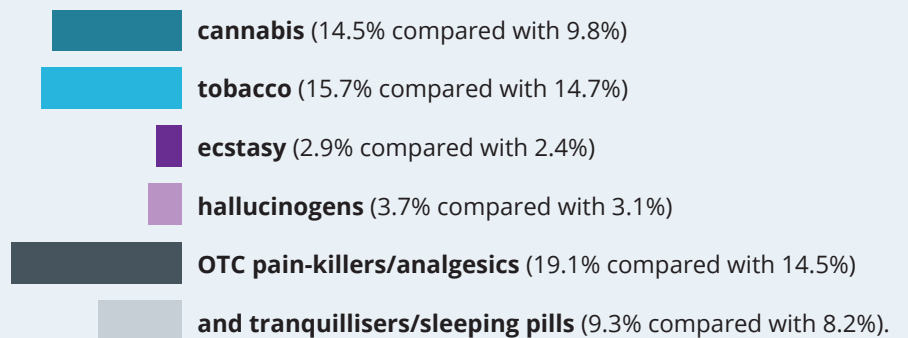 cannabis (14.5% compared with 9.8%)
tobacco (15.7% compared with 14.7%)
ecstasy (2.9% compared with 2.4%)
hallucinogens (3.7% compared with 3.1%)
OTC pain-killers/analgesics (19.1% compared with 14.5%)
and tranquillisers/sleeping pills (9.3% compared with 8.2%).